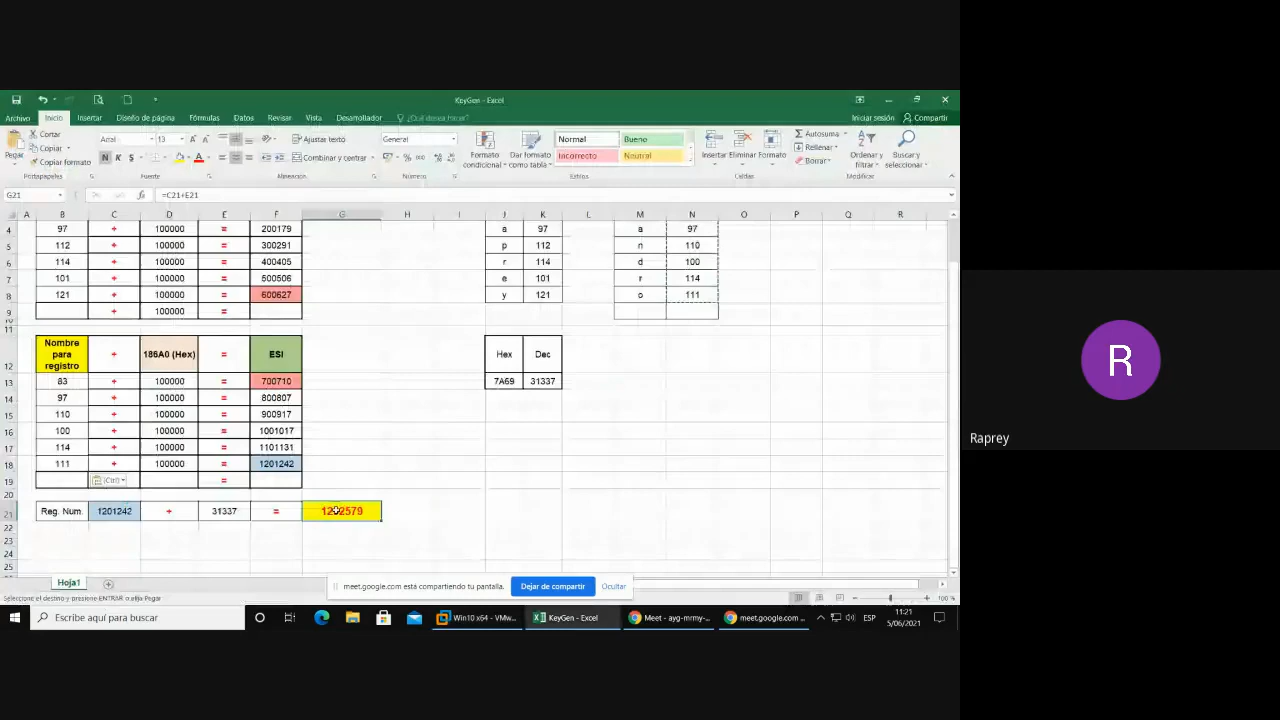 KeyGen - Excel
Archivo Inicio Insertar Diseño de página Fórmulas Datos Revisar Vista Desarrollador ¿Qué desea hacer? Iniciar sesión Compartir
Pegar
Cortar
Copiar
Copiar formato
Portapapeles
Arial 13
N K S
Fuente
Ajustar texto
Combinar y centrar
Alineación
General
% 000
Número
Formato condicional
Dar formato como tabla
Normal Bueno
Incorrecto Neutral
Estilos
Insertar Eliminar Formato
Celdas
Autosuma
Rellenar
Borrar
Ordenar y filtrar
Buscar y seleccionar
Modificar
G21 fx =C21+E21
A B C D E F G H I J K L M N O P Q R
4 97 + 100000 = 200179 a 97 a 97
5 112 + 100000 = 300291 p 112 n 110
6 114 + 100000 = 400405 r 114 d 100
7 101 + 100000 = 500506 e 101 r 114
8 121 + 100000 = 600627 y 121 o 111
9 + 100000 =
11
12 Nombre para registro + 186A0 (Hex) = ESI Hex Dec
13 83 + 100000 = 700710 7A69 31337
14 97 + 100000 = 800807
15 110 + 100000 = 900917
16 100 + 100000 = 1001017
17 114 + 100000 = 1101131
18 111 + 100000 = 1201242
19 (Ctrl) =
20
21 Reg. Num. 1201242 + 31337 =
22
23
24
25
Hoja1
meet.google.com está compartiendo tu pantalla. Dejar de compartir Ocultar
Seleccione el destino y presione ENTRAR o elija Pegar 100 %
Escribe aquí para buscar
Win10 x64 - VMw...
KeyGen - Excel
Meet - ayg-mrmy-...
meet.google.com ...
ESP
11:21
5/06/2021
R
Raprey